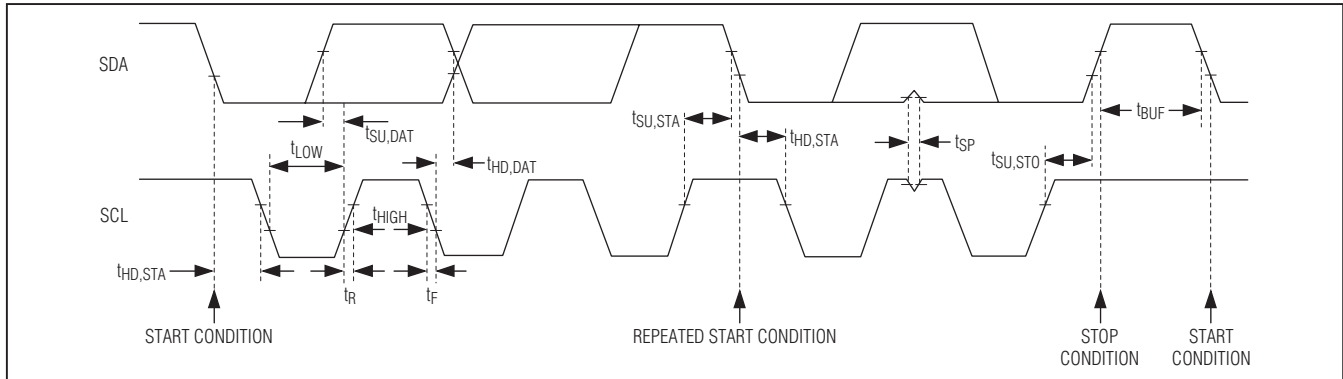 SDA
tSU,DAT
tLOW
tHD,DAT
tSU,STA
tHD,STA
tSP
tBUF
tSU,STO
SCL
tHIGH
tHD,STA
tR
tF
START CONDITION
REPEATED START CONDITION
STOP
CONDITION
START
CONDITION